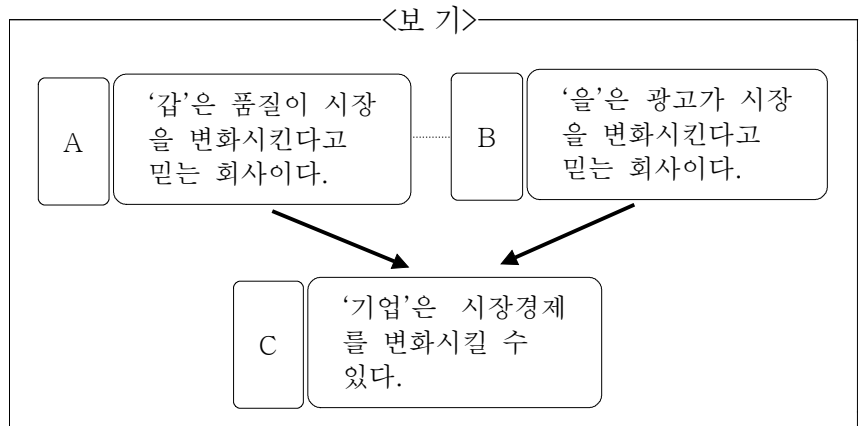 <보 기>
A
‘갑’은 품질이 시장
을 변화시킨다고
믿는 회사이다.
B
‘을’은 광고가 시장
을 변화시킨다고
믿는 회사이다.
C
‘기업’은 시장경제
를 변화시킬 수
있다.